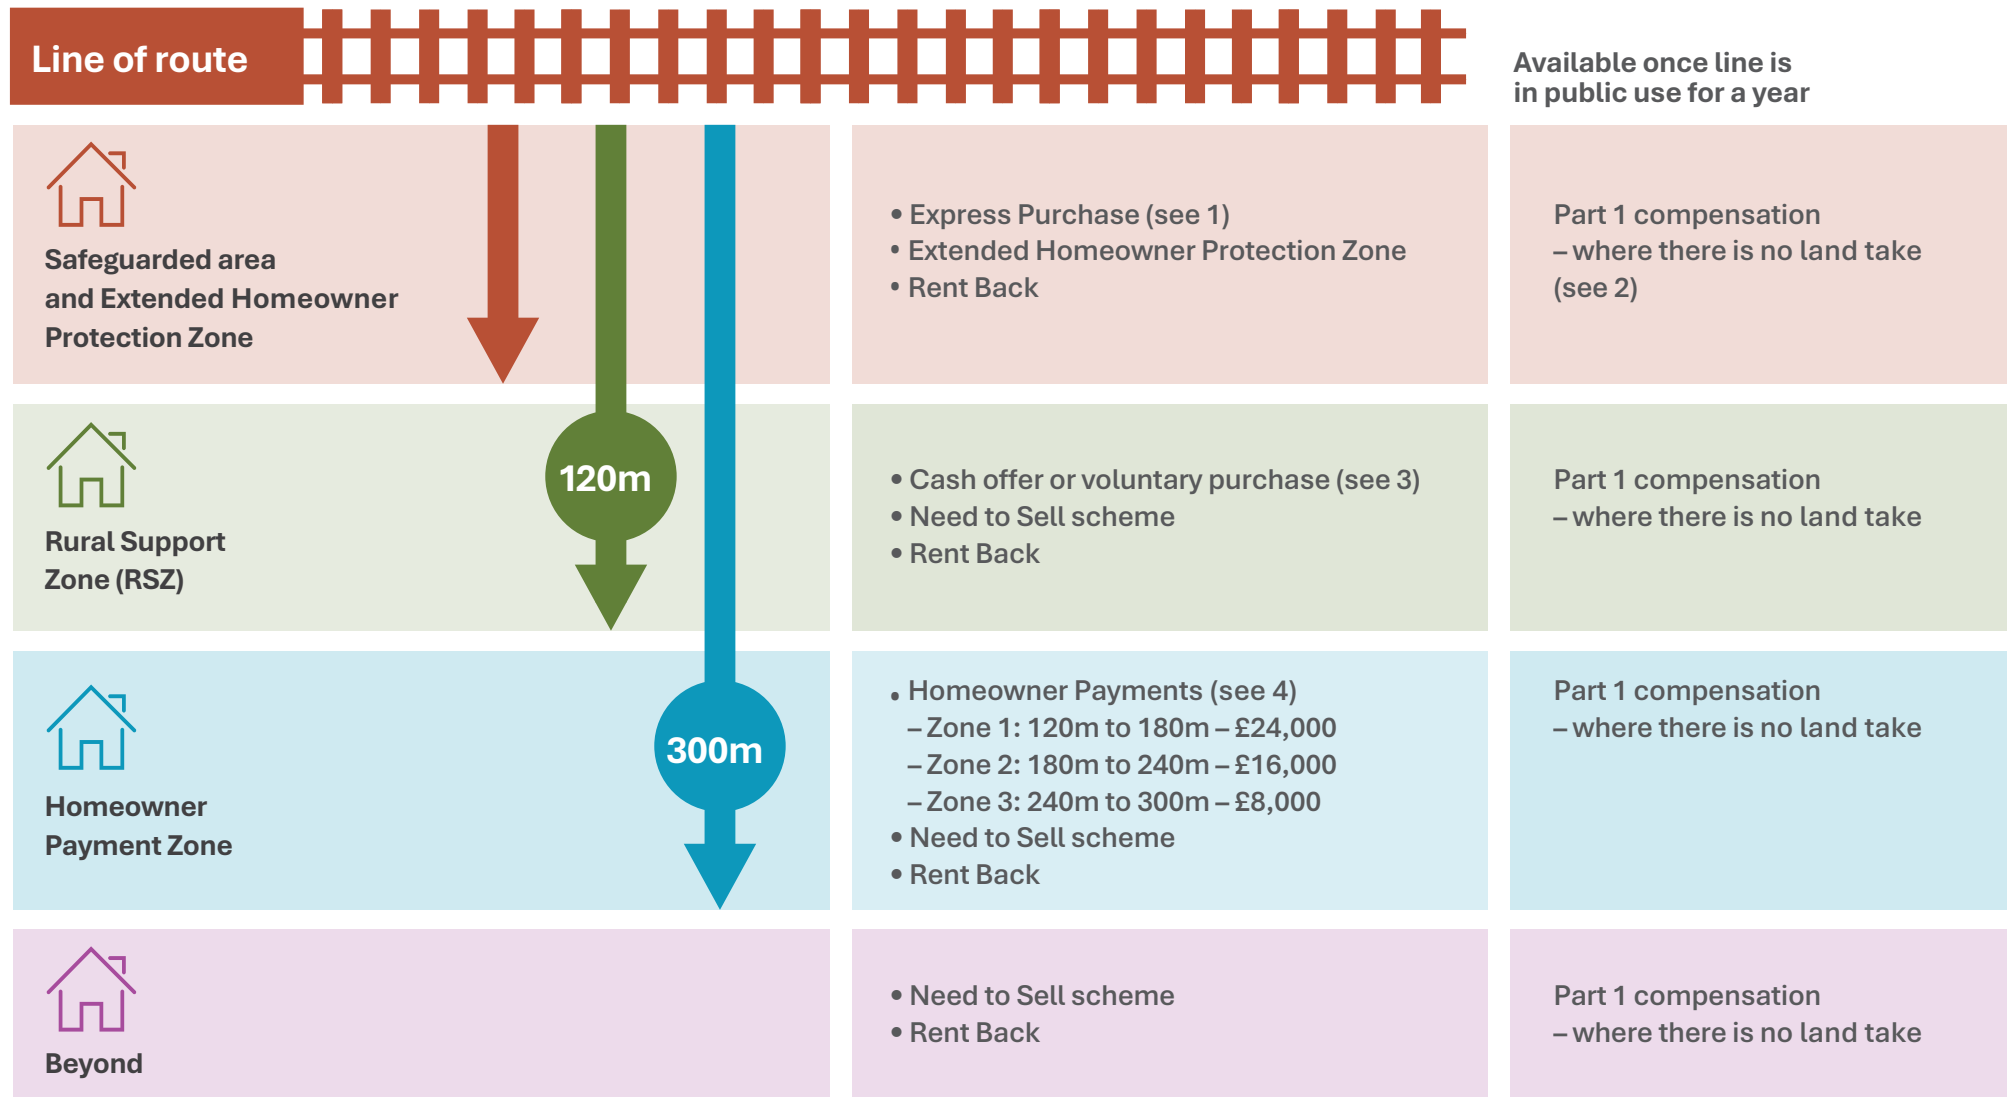 Line of route
Available once line is
in public use for a year
Safeguarded area
and Extended Homeowner
Protection Zone
• Express Purchase (see 1)
• Extended Homeowner Protection Zone
• Rent Back
Part 1 compensation
– where there is no land take
(see 2)
Rural Support
Zone (RSZ)
120m
• Cash offer or voluntary purchase (see 3)
• Need to Sell scheme
• Rent Back
Part 1 compensation
– where there is no land take
Homeowner
Payment Zone
300m
• Homeowner Payments (see 4)
– Zone 1: 120m to 180m – £24,000
– Zone 2: 180m to 240m – £16,000
– Zone 3: 240m to 300m – £8,000
• Need to Sell scheme
• Rent Back
Part 1 compensation
– where there is no land take
Beyond
• Need to Sell scheme
• Rent Back
Part 1 compensation
– where there is no land take